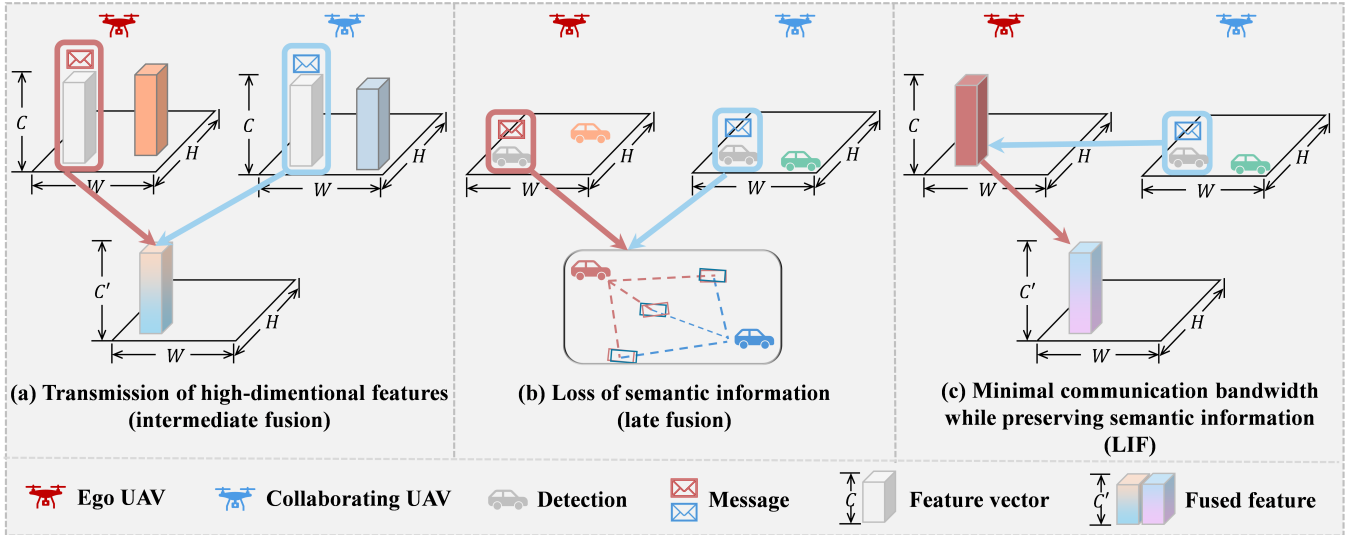 C
W
H
C
W
H
C'
W
H
(a) Transmission of high-dimentional features
(intermediate fusion)
W
H
W
H
(b) Loss of semantic information
(late fusion)
C
W
H
W
H
C'
W
H
(c) Minimal communication bandwidth
while preserving semantic information
(LIF)
Ego UAV
Collaborating UAV
Detection
Message
C
Feature vector
C'
Fused feature